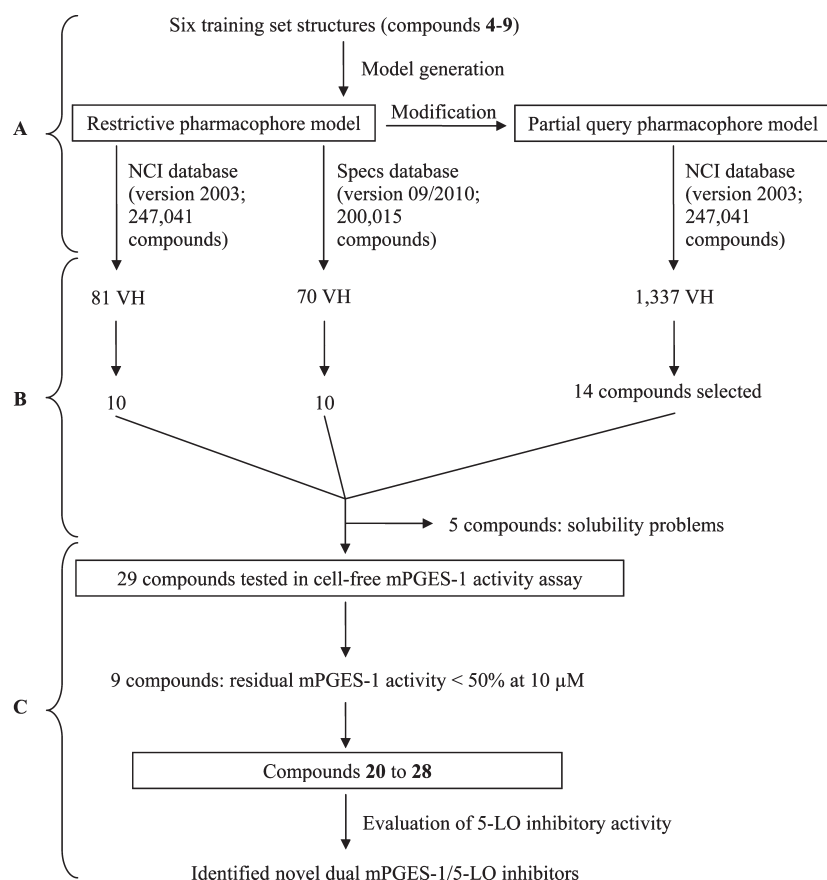 Six training set structures (compounds 4-9)
Model generation
A
Restrictive pharmacophore model
Modification
Partial query pharmacophore model
NCI database
(version 2003;
247,041
compounds)
Specs database
(version 09/2010;
200,015
compounds)
NCI database
(version 2003;
247,041
compounds)
81 VH
70 VH
1,337 VH
B
10
10
14 compounds selected
5 compounds: solubility problems
29 compounds tested in cell-free mPGES-1 activity assay
9 compounds: residual mPGES-1 activity < 50% at 10 µM
C
Compounds 20 to 28
Evaluation of 5-LO inhibitory activity
Identified novel dual mPGES-1/5-LO inhibitors